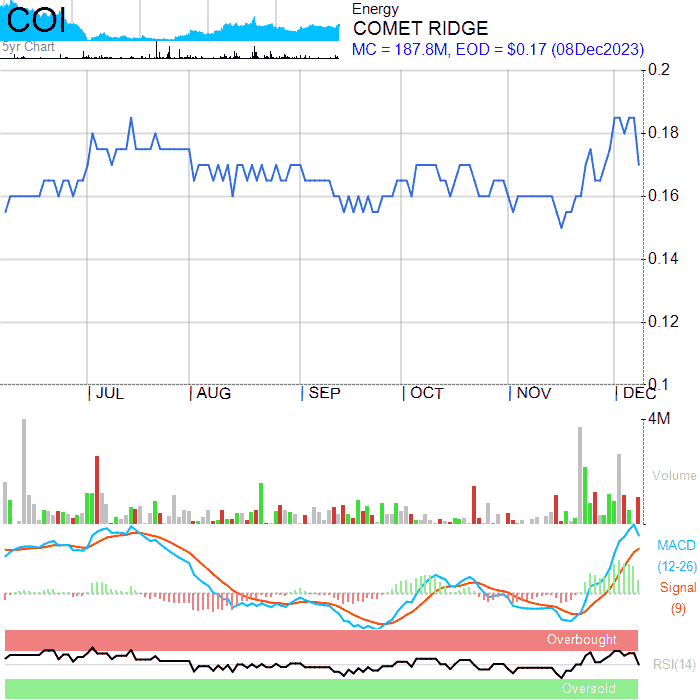 COI
5yr Chart
Energy
COMET RIDGE
MC = 187.8M, EOD = $0.17 (08Dec2023)
0.2
0.18
0.16
0.14
0.12
0.1
JUL AUG SEP OCT NOV DEC
4M
Volume
MACD
(12-26)
Signal
(9)
Overbought
RSI(14)
Oversold